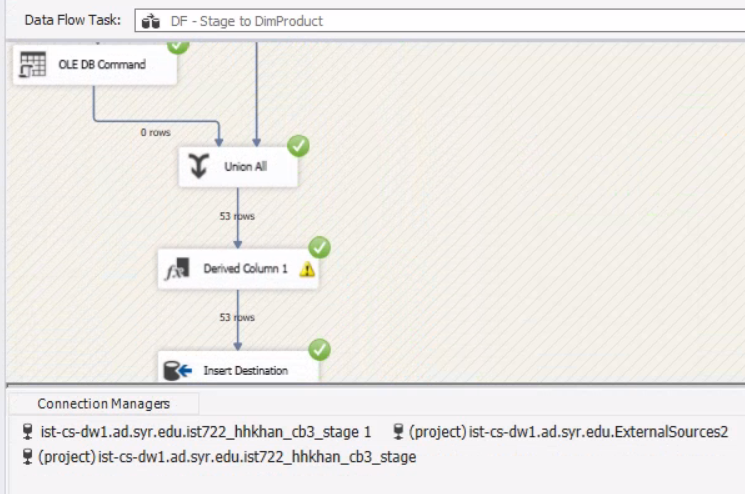 Data Flow Task: DF - Stage to DimProduct
OLE DB Command
0 rows
Union All
53 rows
Derived Column 1
53 rows
Insert Destination
Connection Managers
ist-cs-dw1.ad.syr.edu.ist722_hhkhan_cb3_stage 1 (project) ist-cs-dw1.ad.syr.edu.ExternalSources2
(project) ist-cs-dw1.ad.syr.edu.ist722_hhkhan_cb3_stage